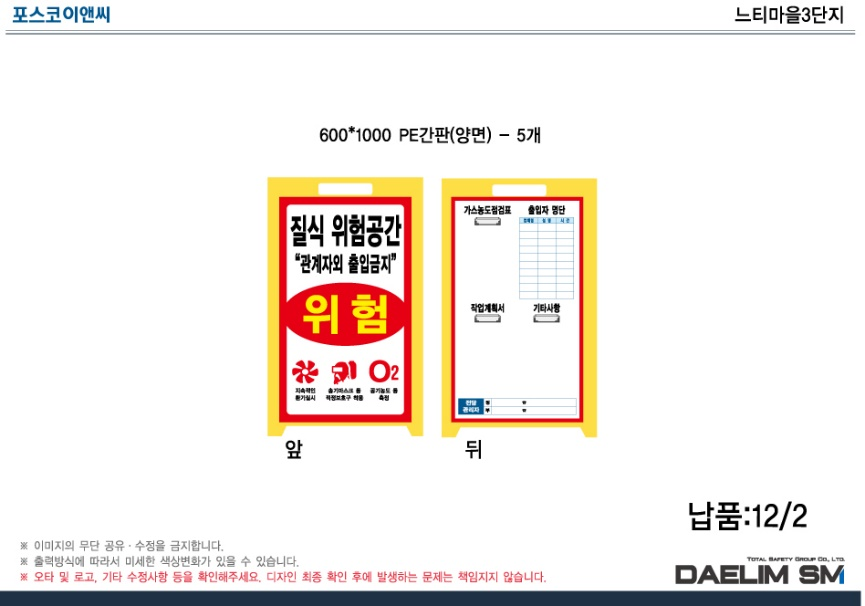 포스코이앤씨
느티마을3단지
600*1000 PE간판(양면) - 5개
질식 위험공간
"관계자외 출입금지"
위 험
O2
지속적인 환기실시
송기마스크 등 적정보호구 착용
공기농도 등 측정
가스농도점검표
출입자 명단
작업계획서
기타사항
관리자
앞
뒤
납품:12/2
※ 이미지의 무단 공유 · 수정을 금지합니다.
※ 출력방식에 따라서 미세한 색상변화가 있을 수 있습니다.
※ 오타 및 로고, 기타 수정사항 등을 확인해주세요. 디자인 최종 확인 후에 발생하는 문제는 책임지지 않습니다.
TOTAL SAFETY GROUP CO., LTD.
DAELIM SM